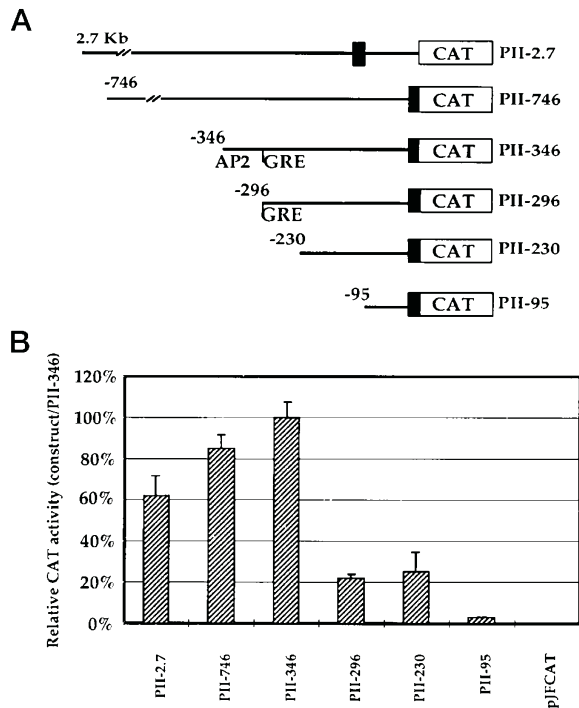 A
2.7 Kb
CAT PII-2.7
-746
CAT PII-746
-346
AP2 GRE
CAT PII-346
-296
GRE
CAT PII-296
-230
CAT PII-230
-95
CAT PII-95
B
Relative CAT activity (construct/PII-346)
120%
100%
80%
60%
40%
20%
0%
PII-2.7
PII-746
PII-346
PII-296
PII-230
PII-95
pJFCAT